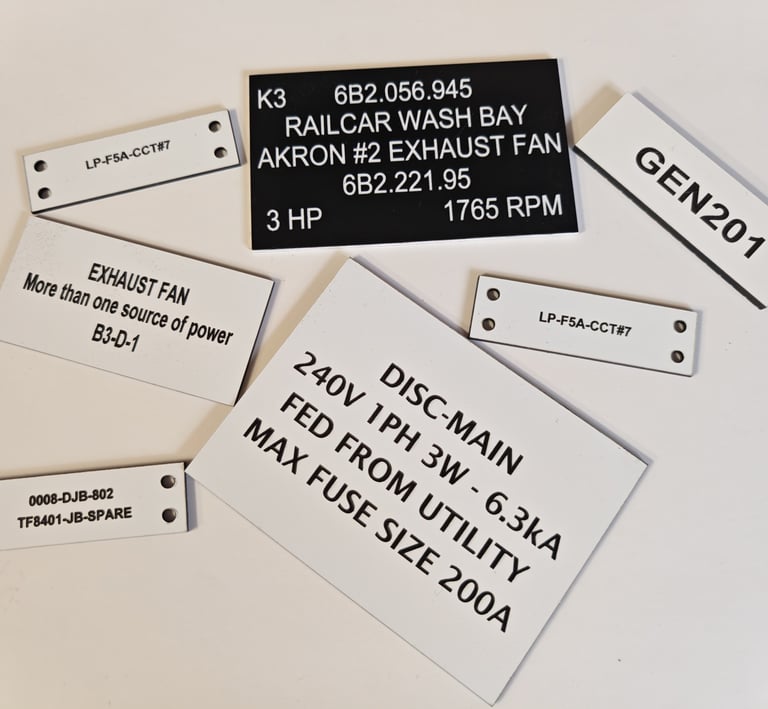 K3 6B2.056.945
RAILCAR WASH BAY
AKRON #2 EXHAUST FAN
6B2.221.95
3 HP 1765 RPM
LP-F5A-CCT#7
GEN201
EXHAUST FAN
More than one source of power
B3-D-1
LP-F5A-CCT#7
DISC-MAIN
240V 1PH 3W - 6.3kA
FED FROM UTILITY
MAX FUSE SIZE 200A
0008-DJB-802
TF8401-JB-SPARE